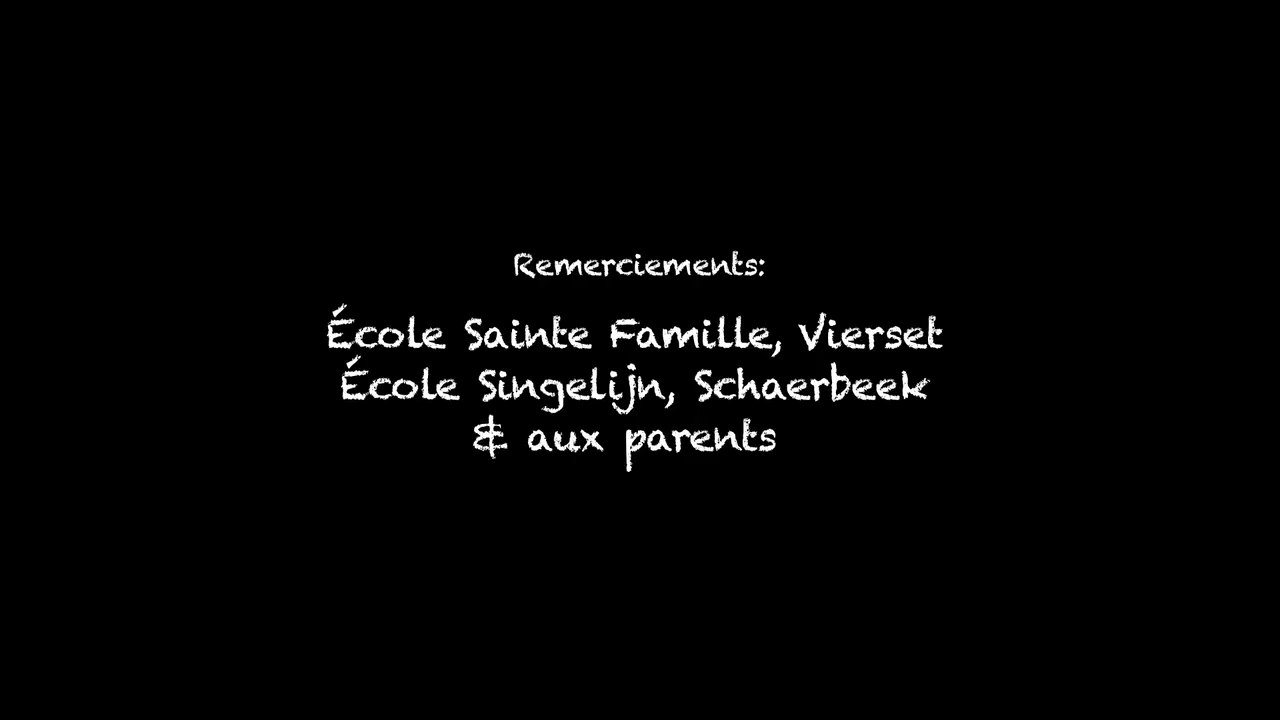 Remerciements:
École Sainte Famille, Vierset
École Singelijn, Schaerbeek
& aux parents